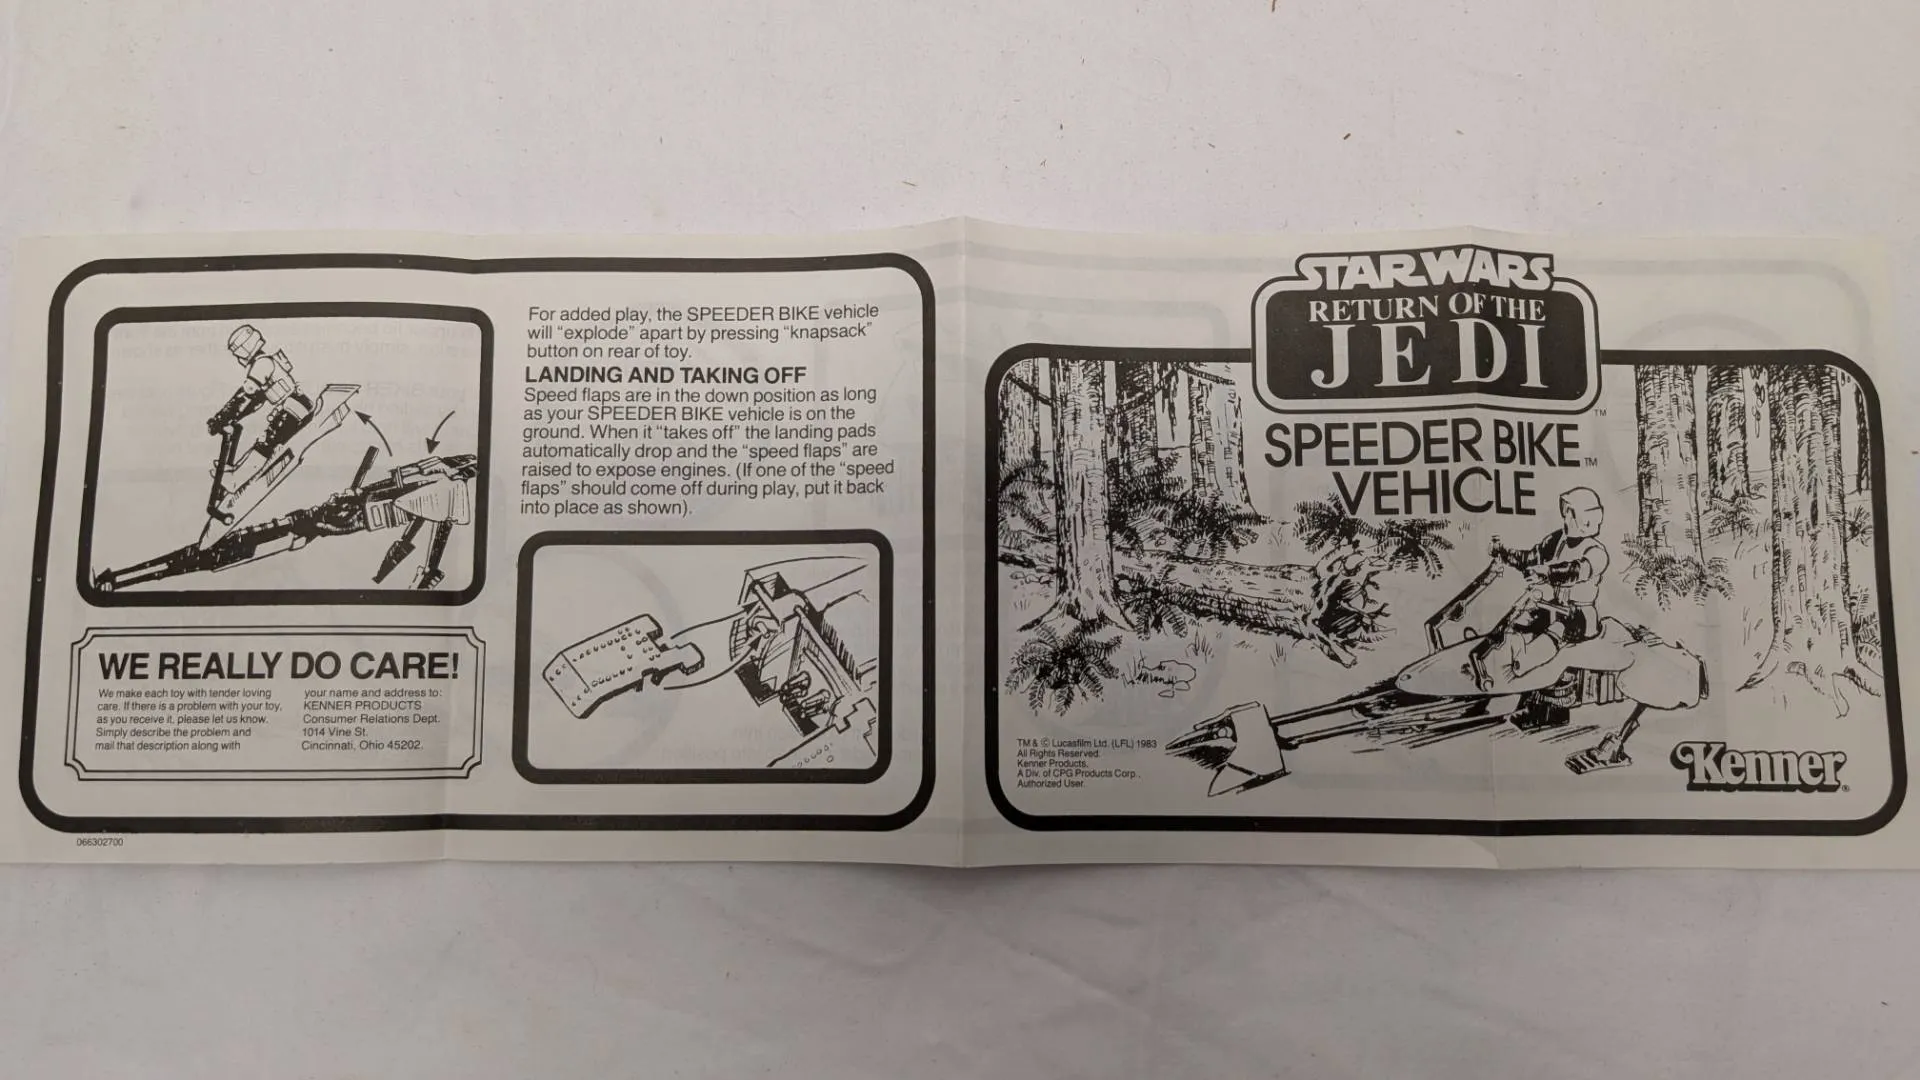 For added play, the SPEEDER BIKE vehicle
will "explode" apart by pressing "knapsack"
button on rear of toy.
LANDING AND TAKING OFF
Speed flaps are in the down position as long
as your SPEEDER BIKE vehicle is on the
ground. When it "takes off" the landing pads
automatically drop and the "speed flaps" are
raised to expose engines. (If one of the "speed
flaps" should come off during play, put it back
into place as shown).
WE REALLY DO CARE!
We make each toy with tender loving
care. If there is a problem with your toy,
as you receive it, please let us know.
Simply describe the problem and
mail that description along with
your name and address to:
KENNER PRODUCTS
Consumer Relations Dept.
1014 Vine St.
Cincinnati, Ohio 45202.
066302700
STAR WARS
RETURN OF THE
JEDI
TM
SPEEDER BIKE TM
VEHICLE
TM & © Lucasfilm Ltd. (LFL) 1983
All Rights Reserved.
Kenner Products,
A Div. of CPG Products Corp.,
Authorized User.
Kenner®